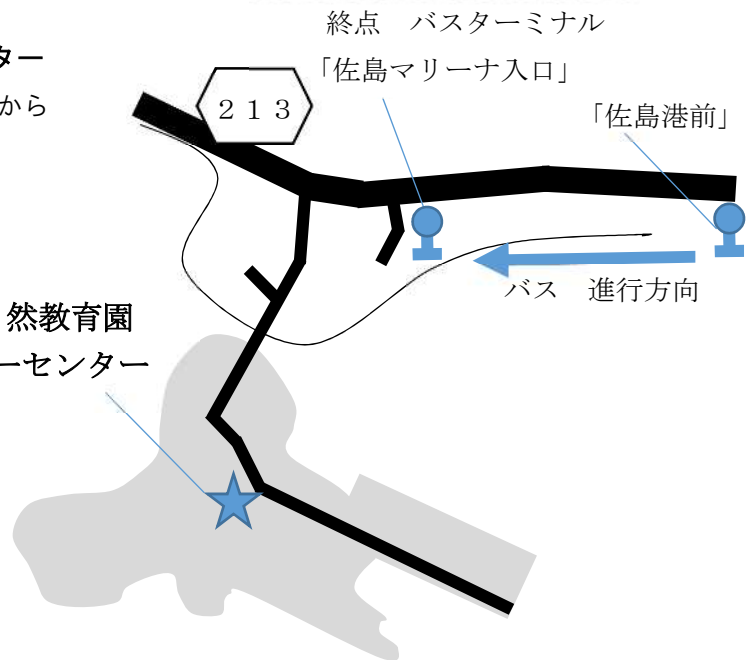 終点　バスターミナル
ター
「佐島マリーナ入口」
から
２１３
「佐島港前」
バス　進行方向
然教育園
ーセンター